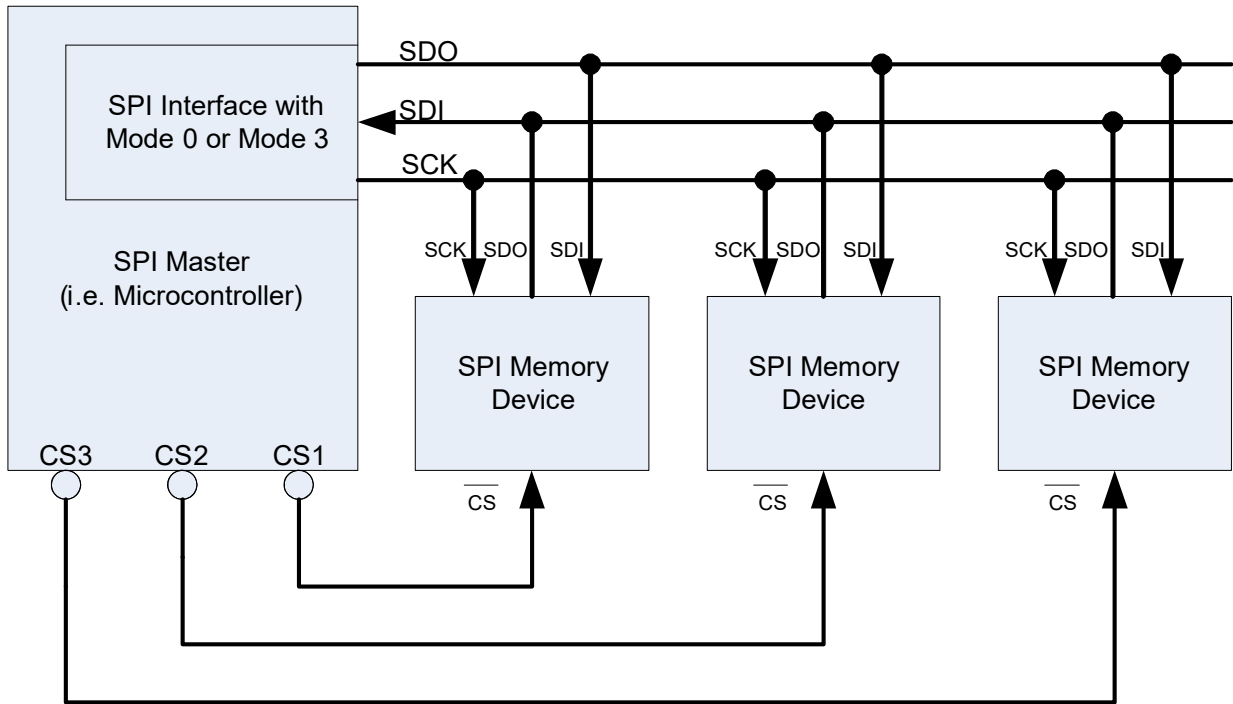 SDO
SPI Interface with
Mode 0 or Mode 3
SDI
SCK
SPI Master
(i.e. Microcontroller)
SCK SDO SDI
SCK SDO SDI
SCK SDO SDI
SPI Memory
Device
SPI Memory
Device
SPI Memory
Device
CS3 CS2 CS1
CS
CS
CS